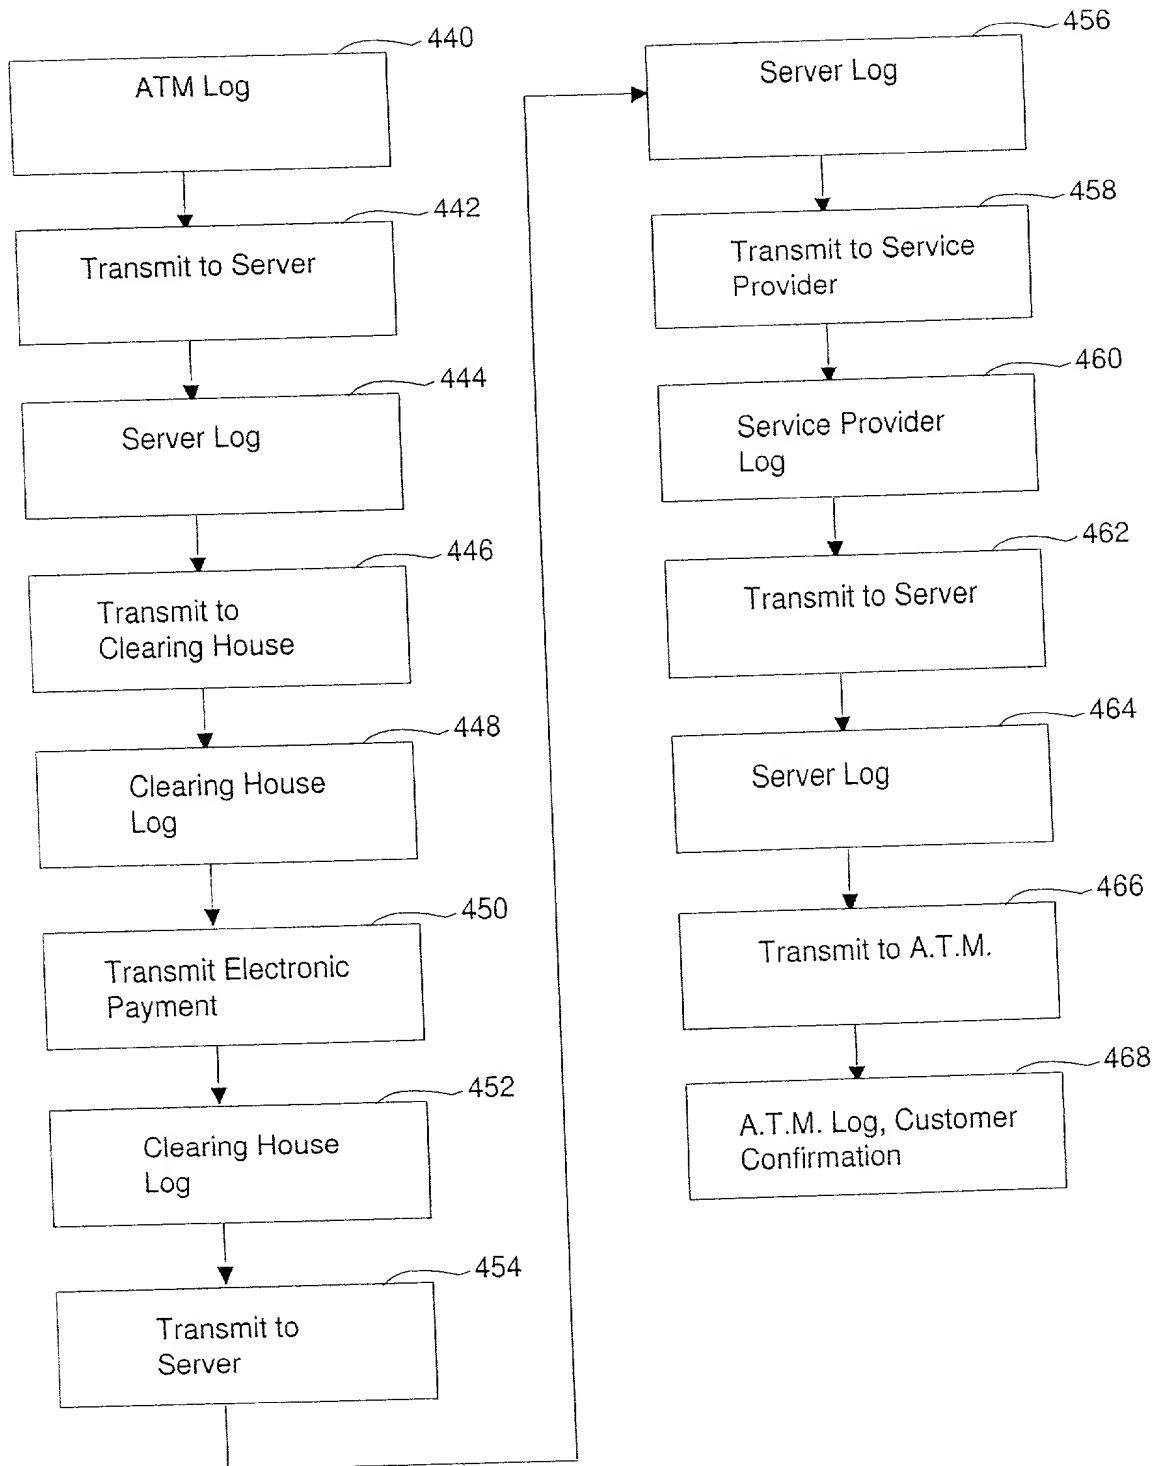 440
ATM Log
442
Transmit to Server
444
Server Log
446
Transmit to
Clearing House
448
Clearing House
Log
450
Transmit Electronic
Payment
452
Clearing House
Log
454
Transmit to
Server
456
Server Log
458
Transmit to Service
Provider
460
Service Provider
Log
462
Transmit to Server
464
Server Log
466
Transmit to A.T.M.
468
A.T.M. Log, Customer
Confirmation